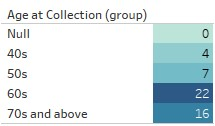 Age at Collection (group)
Null 0
40s 4
50s 7
60s 22
70s and above 16